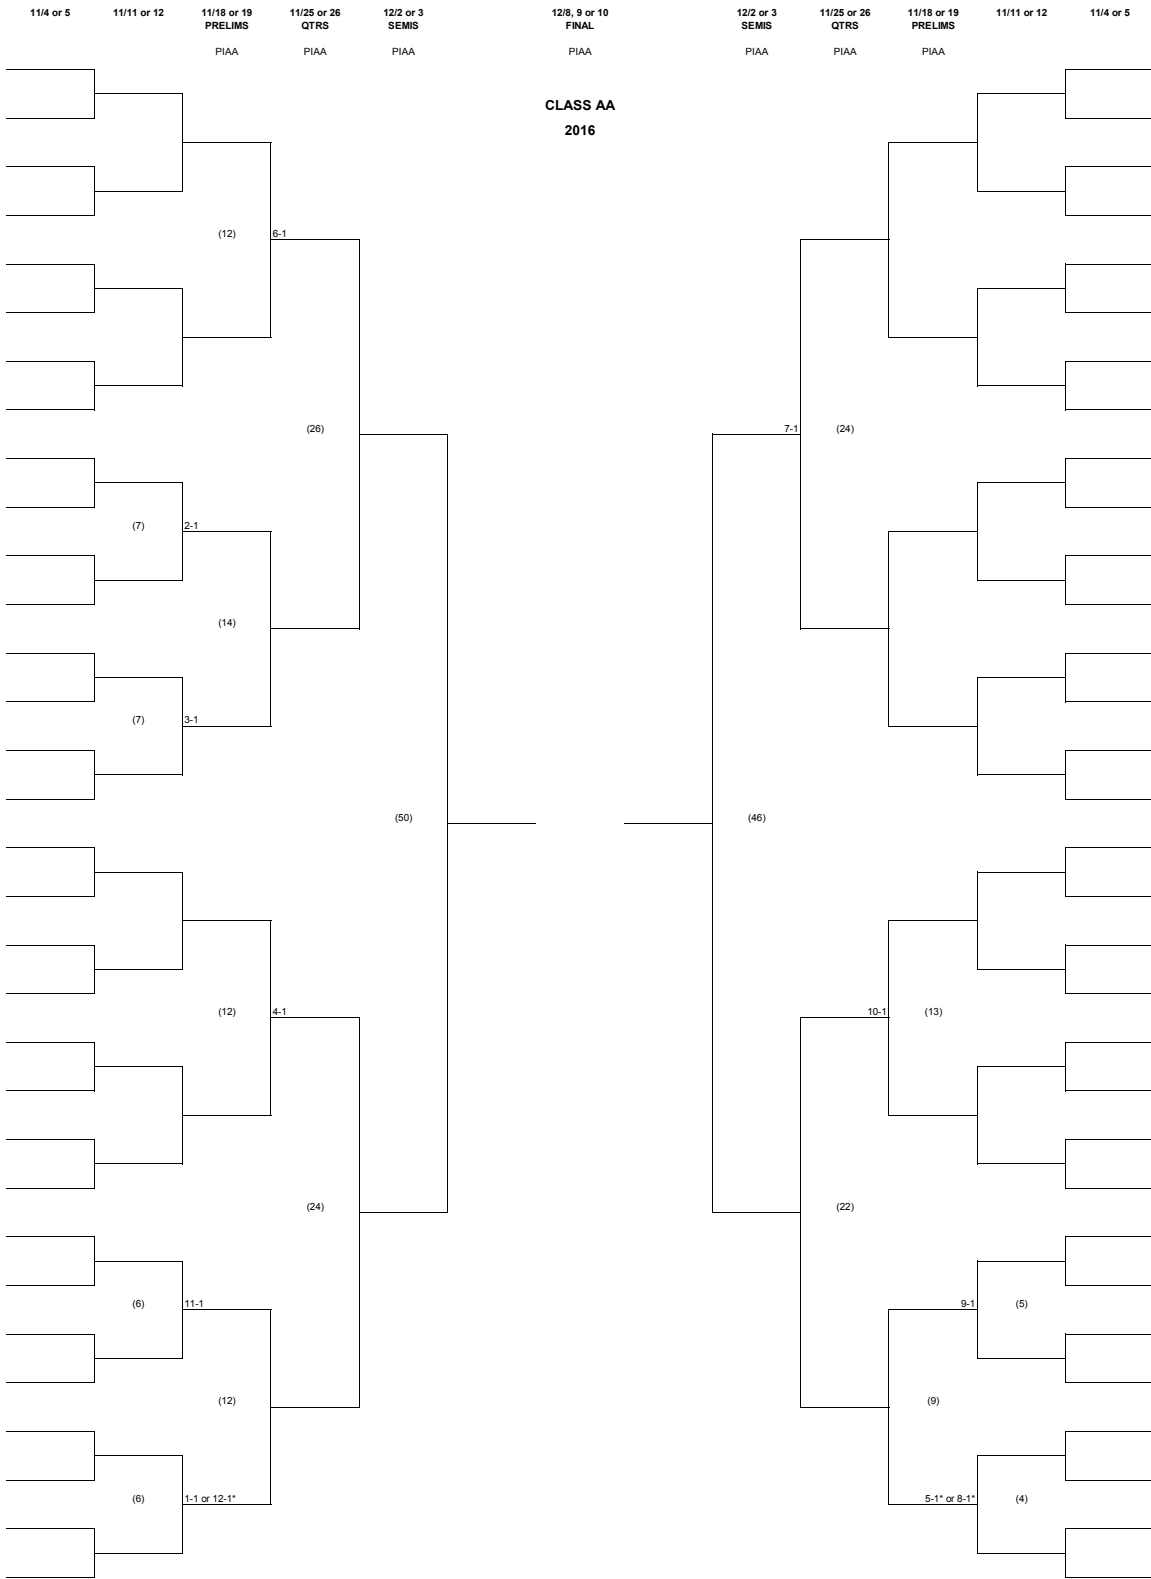 11/4 or 5 11/11 or 12 11/18 or 19 11/25 or 26 12/2 or 3 12/8, 9 or 10 12/2 or 3 11/25 or 26 11/18 or 19 11/11 or 12 11/4 or 5
PRELIMS QTRS SEMIS FINAL SEMIS QTRS PRELIMS
PIAA PIAA PIAA PIAA PIAA PIAA PIAA
CLASS AA
2016
(12) 6-1
(26) 7-1 (24)
(7) 2-1
(14)
(7) 3-1
(50) (46)
(12) 4-1 10-1 (13)
(24) (22)
(6) 11-1 9-1 (5)
(12) (9)
(6) 1-1 or 12-1* 5-1* or 8-1* (4)